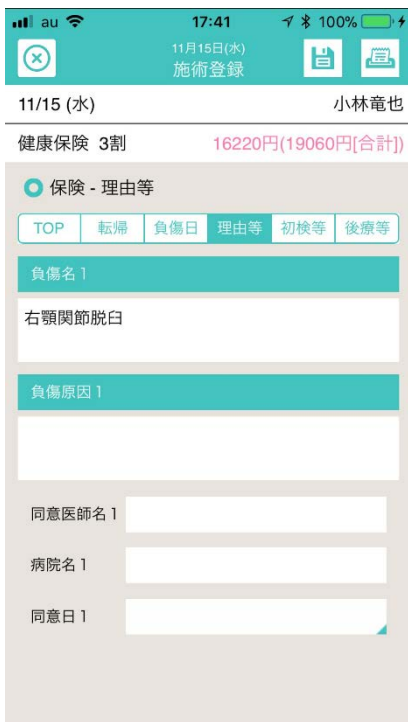 au 17:41 100%
11月15日(水)
施術登録
11/15 (水) 小林竜也
健康保険 3割 16220円(19060円[合計])
保険 - 理由等
TOP 転帰 負傷日 理由等 初検等 後療等
負傷名1
右顎関節脱臼
負傷原因1
同意医師名1
病院名1
同意日1